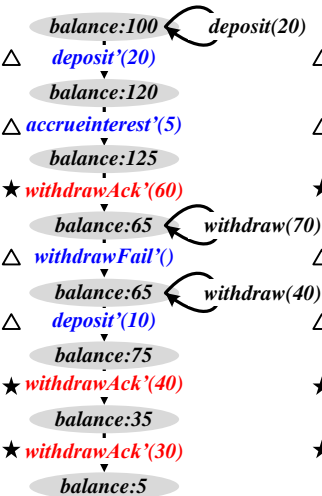 balance:100 deposit(20)
deposit’(20)
balance:120
accrueinterest’(5)
balance:125
withdrawAck’(60)
balance:65 withdraw(70)
withdrawFail’()
balance:65 withdraw(40)
deposit’(10)
balance:75
withdrawAck’(40)
balance:35
withdrawAck’(30)
balance:5